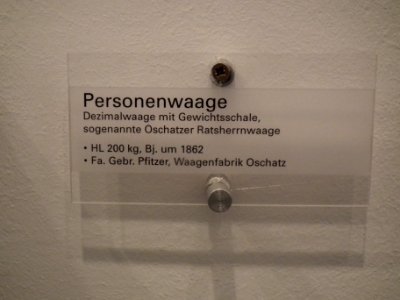 Personenwaage
Dezimalwaage mit Gewichtsschale,
sogenannte Oschatzer Ratsherrnwaage
• HL 200 kg, Bj. um 1862
• Fa. Gebr. Pfitzer, Waagenfabrik Oschatz